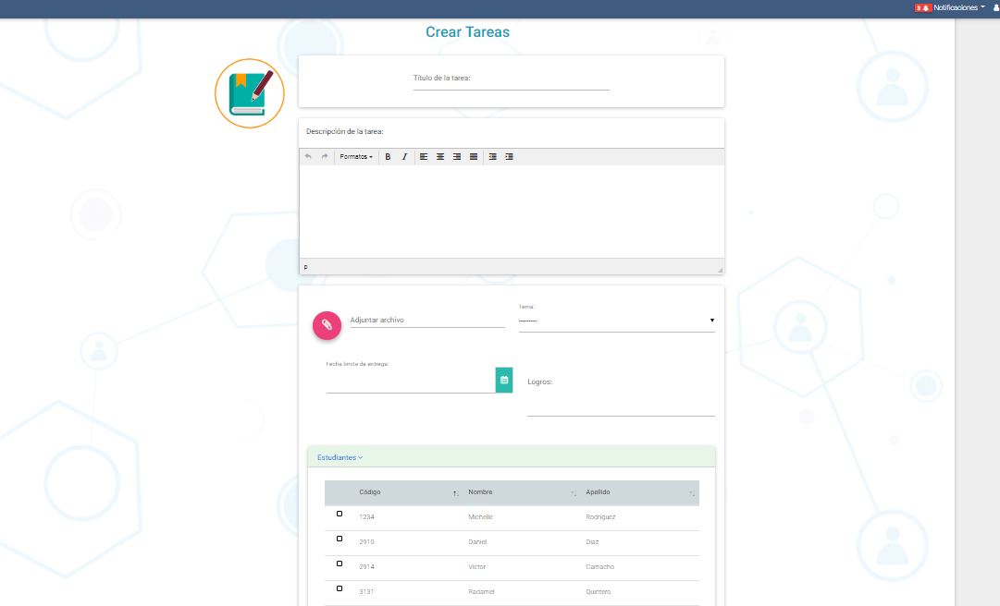 3 Notificaciones
Crear Tareas
Título de la tarea:
Descripción de la tarea:
Formatos B I
p
Adjuntar archivo
Tema:
---------
Fecha limite de entrega:
Logros:
Estudiantes
Código Nombre Apellido
1234 Michelle Rodriguez
2910 Daniel Diaz
2914 Victor Camacho
3131 Radamel Quintero